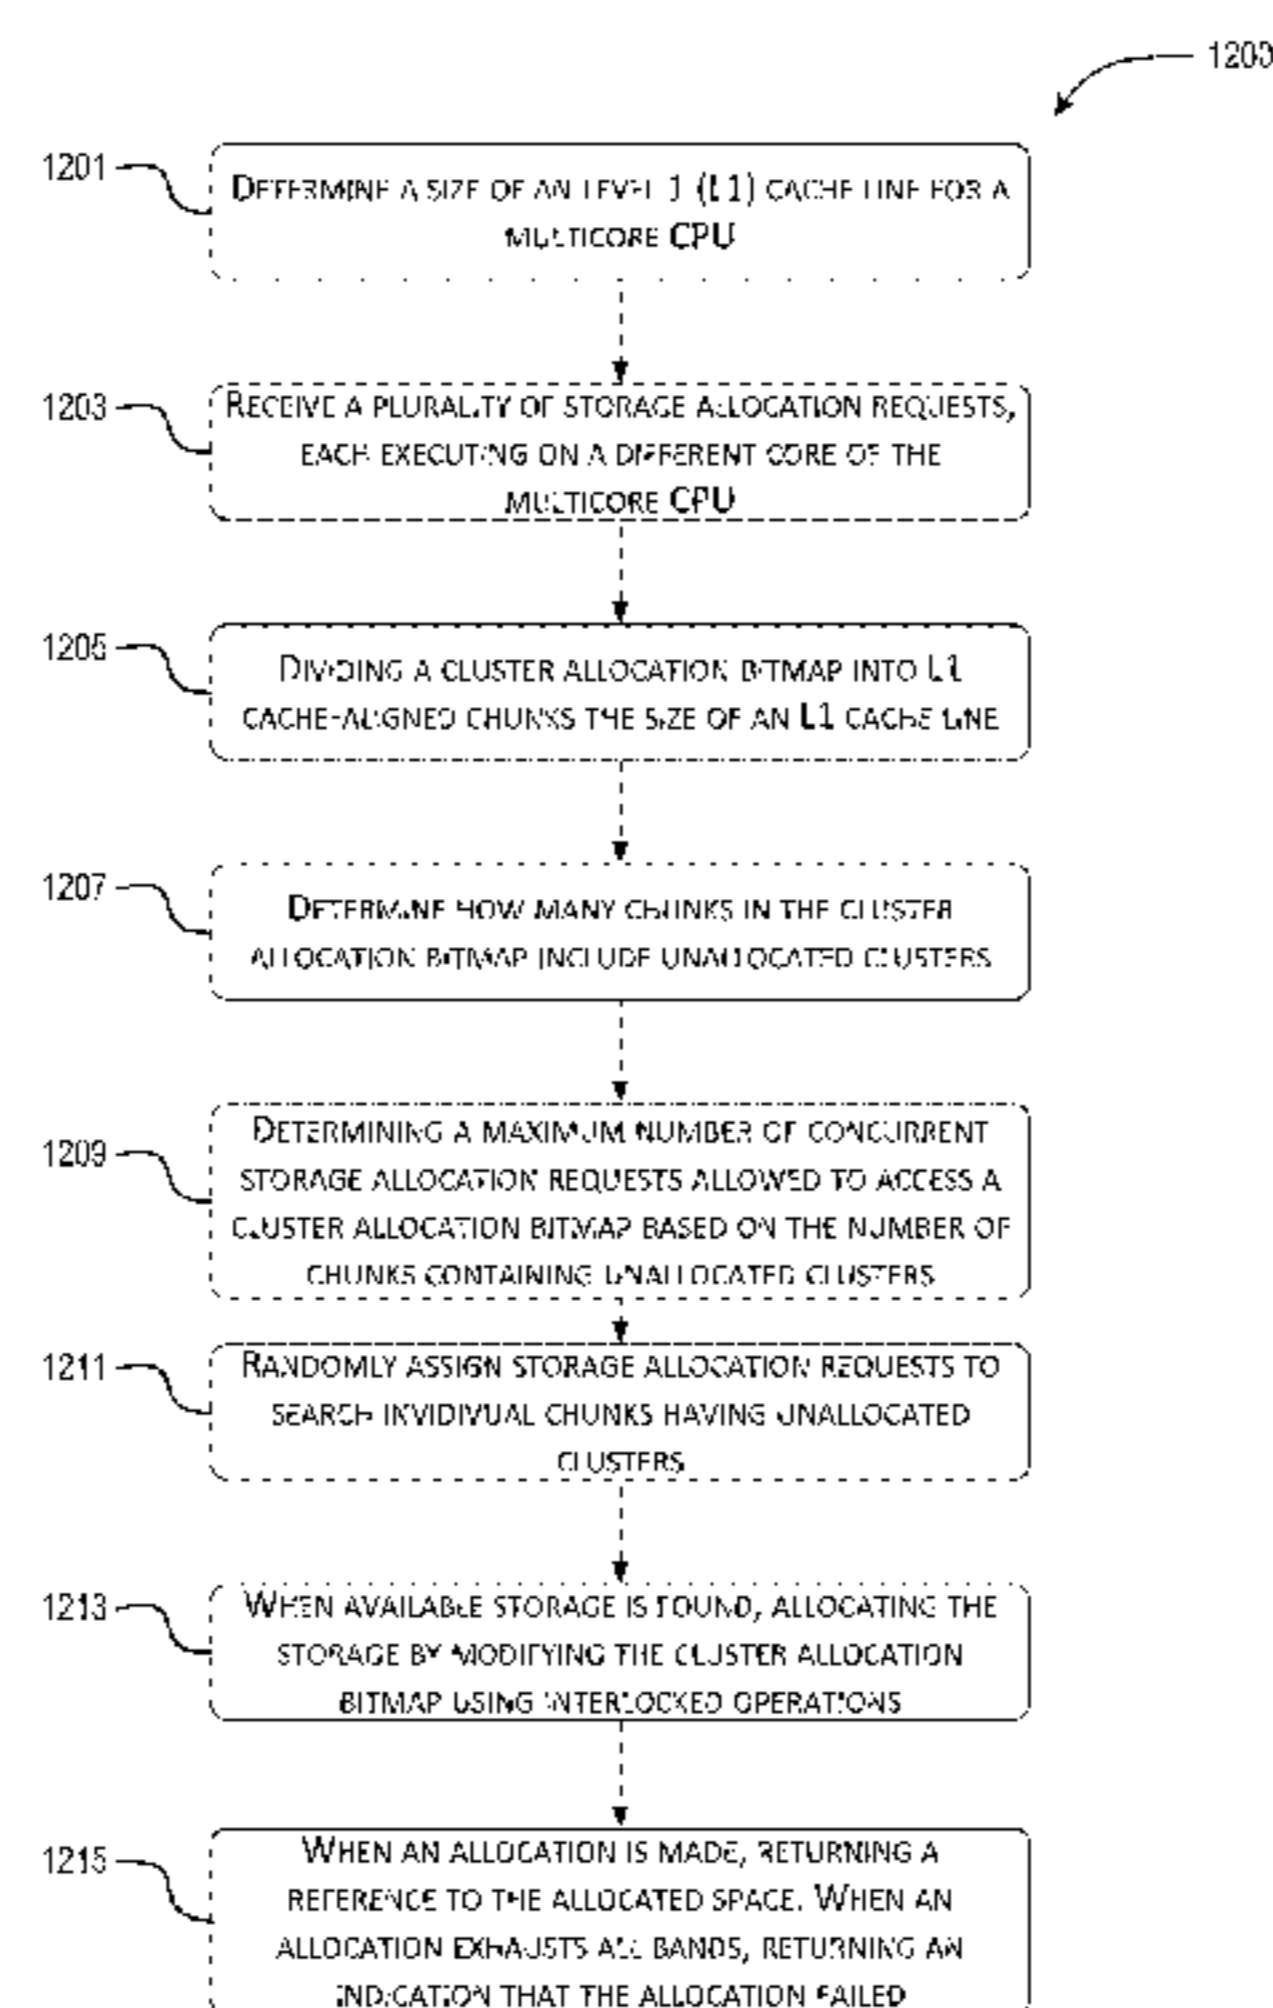 1200
1201
DETERMINE A SIZE OF AN LEVEL 1 (L1) CACHE LINE FOR A
MULTICORE CPU
1203
RECEIVE A PLURALITY OF STORAGE ALLOCATION REQUESTS,
EACH EXECUTING ON A DIFFERENT CORE OF THE
MULTICORE CPU
1205
DIVIDING A CLUSTER ALLOCATION BITMAP INTO L1
CACHE-ALIGNED CHUNKS THE SIZE OF AN L1 CACHE LINE
1207
DETERMINE HOW MANY CHUNKS IN THE CLUSTER
ALLOCATION BITMAP INCLUDE UNALLOCATED CLUSTERS
1209
DETERMINING A MAXIMUM NUMBER OF CONCURRENT
STORAGE ALLOCATION REQUESTS ALLOWED TO ACCESS A
CLUSTER ALLOCATION BITMAP BASED ON THE NUMBER OF
CHUNKS CONTAINING UNALLOCATED CLUSTERS
1211
RANDOMLY ASSIGN STORAGE ALLOCATION REQUESTS TO
SEARCH INVIDIVUAL CHUNKS HAVING UNALLOCATED
CLUSTERS
1213
WHEN AVAILABLE STORAGE IS FOUND, ALLOCATING THE
STORAGE BY MODIFYING THE CLUSTER ALLOCATION
BITMAP USING INTERLOCKED OPERATIONS
1215
WHEN AN ALLOCATION IS MADE, RETURNING A
REFERENCE TO THE ALLOCATED SPACE. WHEN AN
ALLOCATION EXHAUSTS ALL BANDS, RETURNING AN
INDICATION THAT THE ALLOCATION FAILED